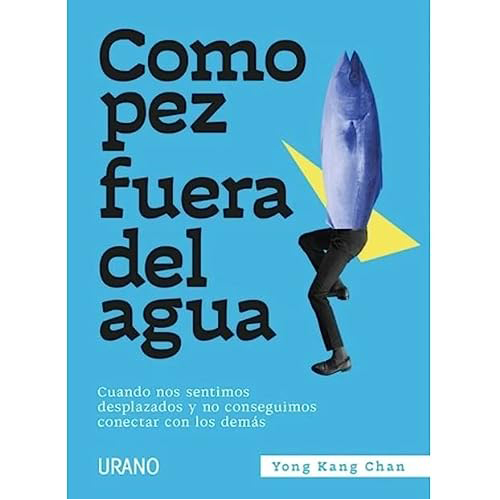 Como
pez
fuera
del
agua
Cuando nos sentimos
desplazados y no conseguimos
conectar con los demás
URANO
Yong Kang Chan